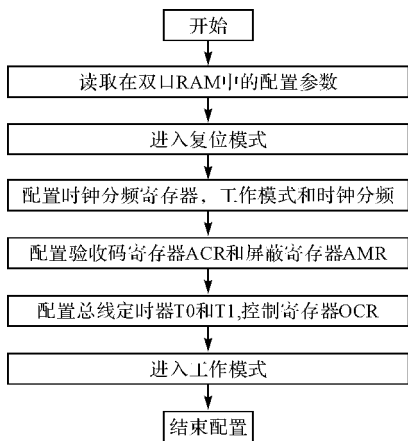 开始
读取在双口RAM中的配置参数
进入复位模式
配置时钟分频寄存器，工作模式和时钟分频
配置验收码寄存器ACR和屏蔽寄存器AMR
配置总线定时器T0和T1,控制寄存器OCR
进入工作模式
结束配置